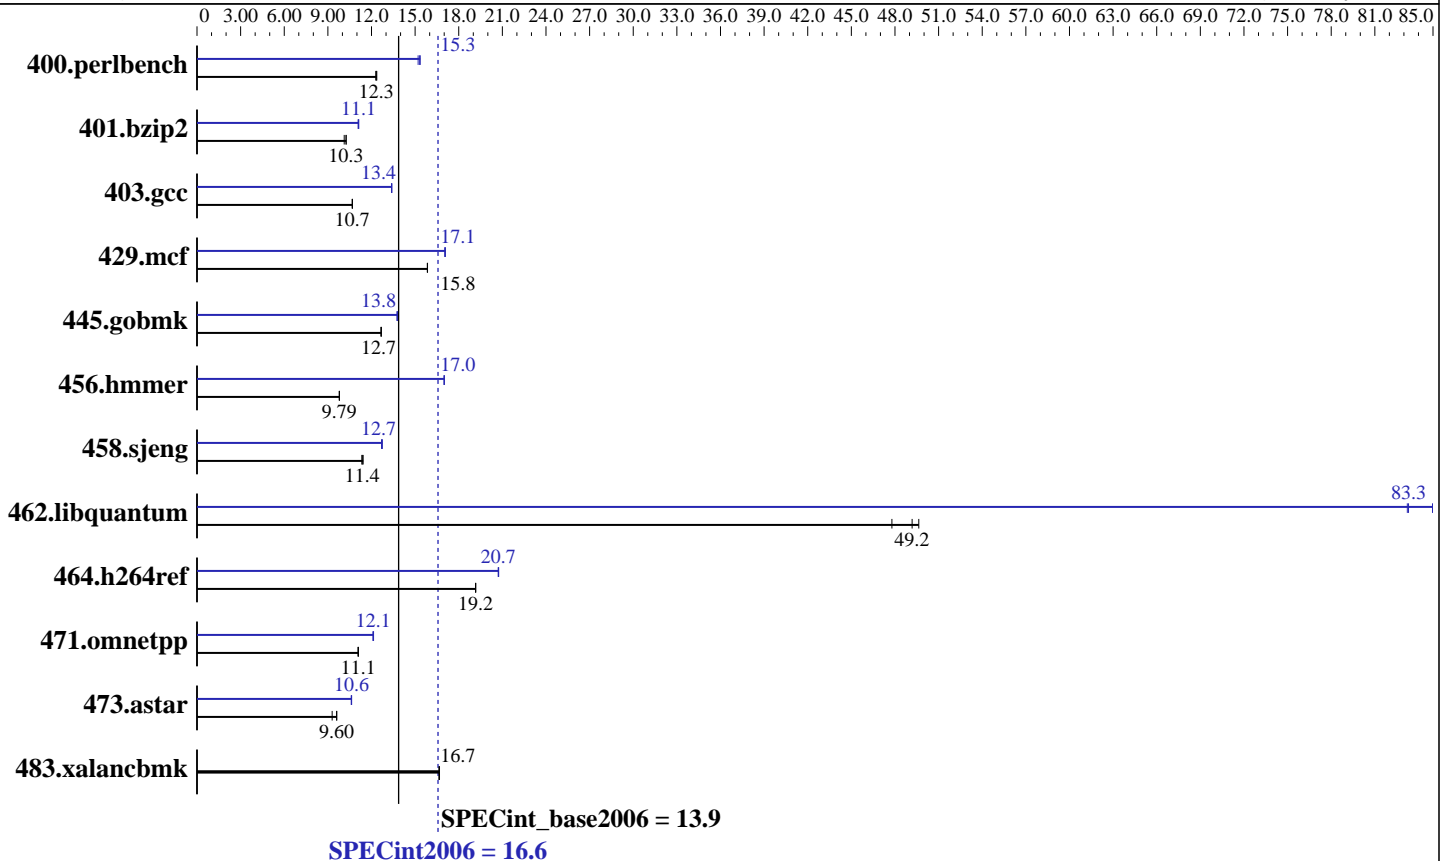 0 3.00 6.00 9.00 12.0 15.0 18.0 21.0 24.0 27.0 30.0 33.0 36.0 39.0 42.0 45.0 48.0 51.0 54.0 57.0 60.0 63.0 66.0 69.0 72.0 75.0 78.0 81.0 85.0
15.3
400.perlbench
12.3
11.1
401.bzip2
10.3
13.4
403.gcc
10.7
17.1
429.mcf
15.8
13.8
445.gobmk
12.7
17.0
456.hmmer
9.79
12.7
458.sjeng
11.4
83.3
462.libquantum
49.2
20.7
464.h264ref
19.2
12.1
471.omnetpp
11.1
10.6
473.astar
9.60
16.7
483.xalancbmk
SPECint_base2006 = 13.9
SPECint2006 = 16.6